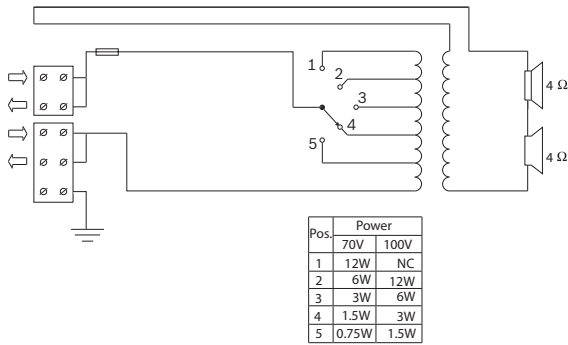 1
2
3
4
5
4 Ω
4 Ω
Pos. Power
70V 100V
1 12W NC
2 6W 12W
3 3W 6W
4 1.5W 3W
5 0.75W 1.5W